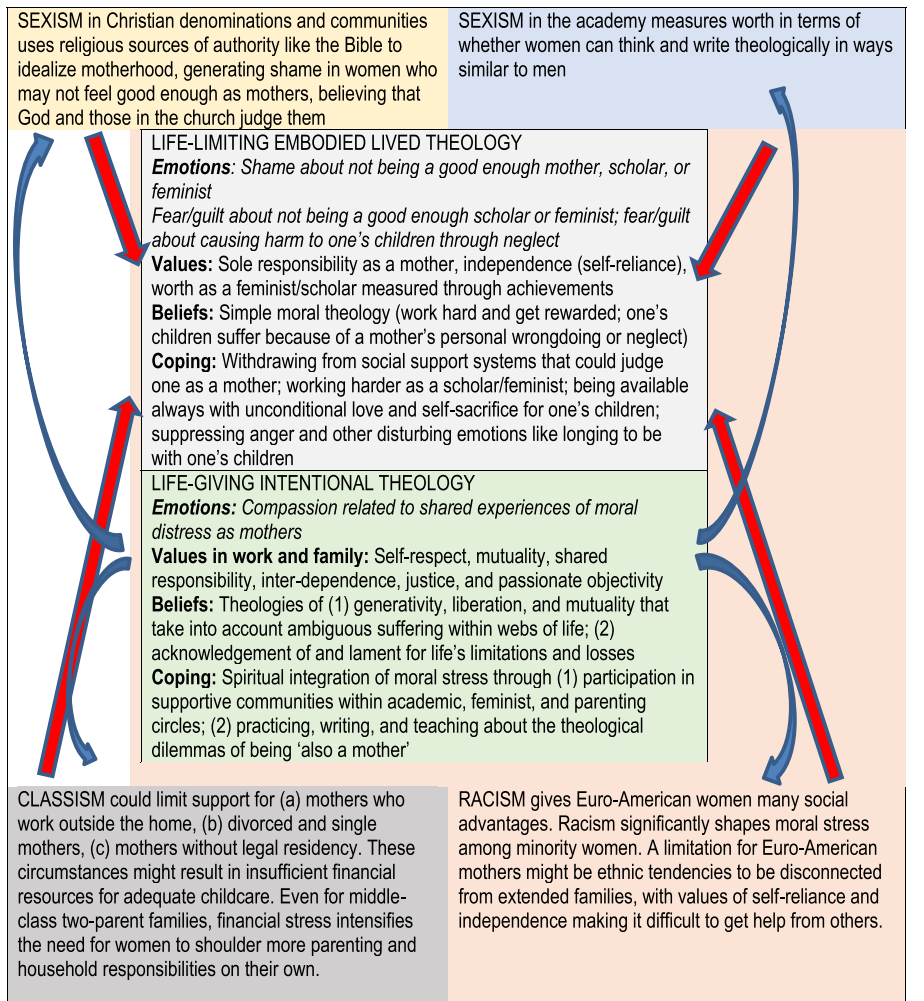 SEXISM in Christian denominations and communities
uses religious sources of authority like the Bible to
idealize motherhood, generating shame in women who
may not feel good enough as mothers, believing that
God and those in the church judge them
SEXISM in the academy measures worth in terms of
whether women can think and write theologically in ways
similar to men
LIFE-LIMITING EMBODIED LIVED THEOLOGY
Emotions: Shame about not being a good enough mother, scholar, or
feminist
Fear/guilt about not being a good enough scholar or feminist; fear/guilt
about causing harm to one’s children through neglect
Values: Sole responsibility as a mother, independence (self-reliance),
worth as a feminist/scholar measured through achievements
Beliefs: Simple moral theology (work hard and get rewarded; one’s
children suffer because of a mother’s personal wrongdoing or neglect)
Coping: Withdrawing from social support systems that could judge
one as a mother; working harder as a scholar/feminist; being available
always with unconditional love and self-sacrifice for one’s children;
suppressing anger and other disturbing emotions like longing to be
with one’s children
LIFE-GIVING INTENTIONAL THEOLOGY
Emotions: Compassion related to shared experiences of moral
distress as mothers
Values in work and family: Self-respect, mutuality, shared
responsibility, inter-dependence, justice, and passionate objectivity
Beliefs: Theologies of (1) generativity, liberation, and mutuality that
take into account ambiguous suffering within webs of life; (2)
acknowledgement of and lament for life’s limitations and losses
Coping: Spiritual integration of moral stress through (1) participation in
supportive communities within academic, feminist, and parenting
circles; (2) practicing, writing, and teaching about the theological
dilemmas of being ‘also a mother’
CLASSISM could limit support for (a) mothers who
work outside the home, (b) divorced and single
mothers, (c) mothers without legal residency. These
circumstances might result in insufficient financial
resources for adequate childcare. Even for middle-
class two-parent families, financial stress intensifies
the need for women to shoulder more parenting and
household responsibilities on their own.
RACISM gives Euro-American women many social
advantages. Racism significantly shapes moral stress
among minority women. A limitation for Euro-American
mothers might be ethnic tendencies to be disconnected
from extended families, with values of self-reliance and
independence making it difficult to get help from others.